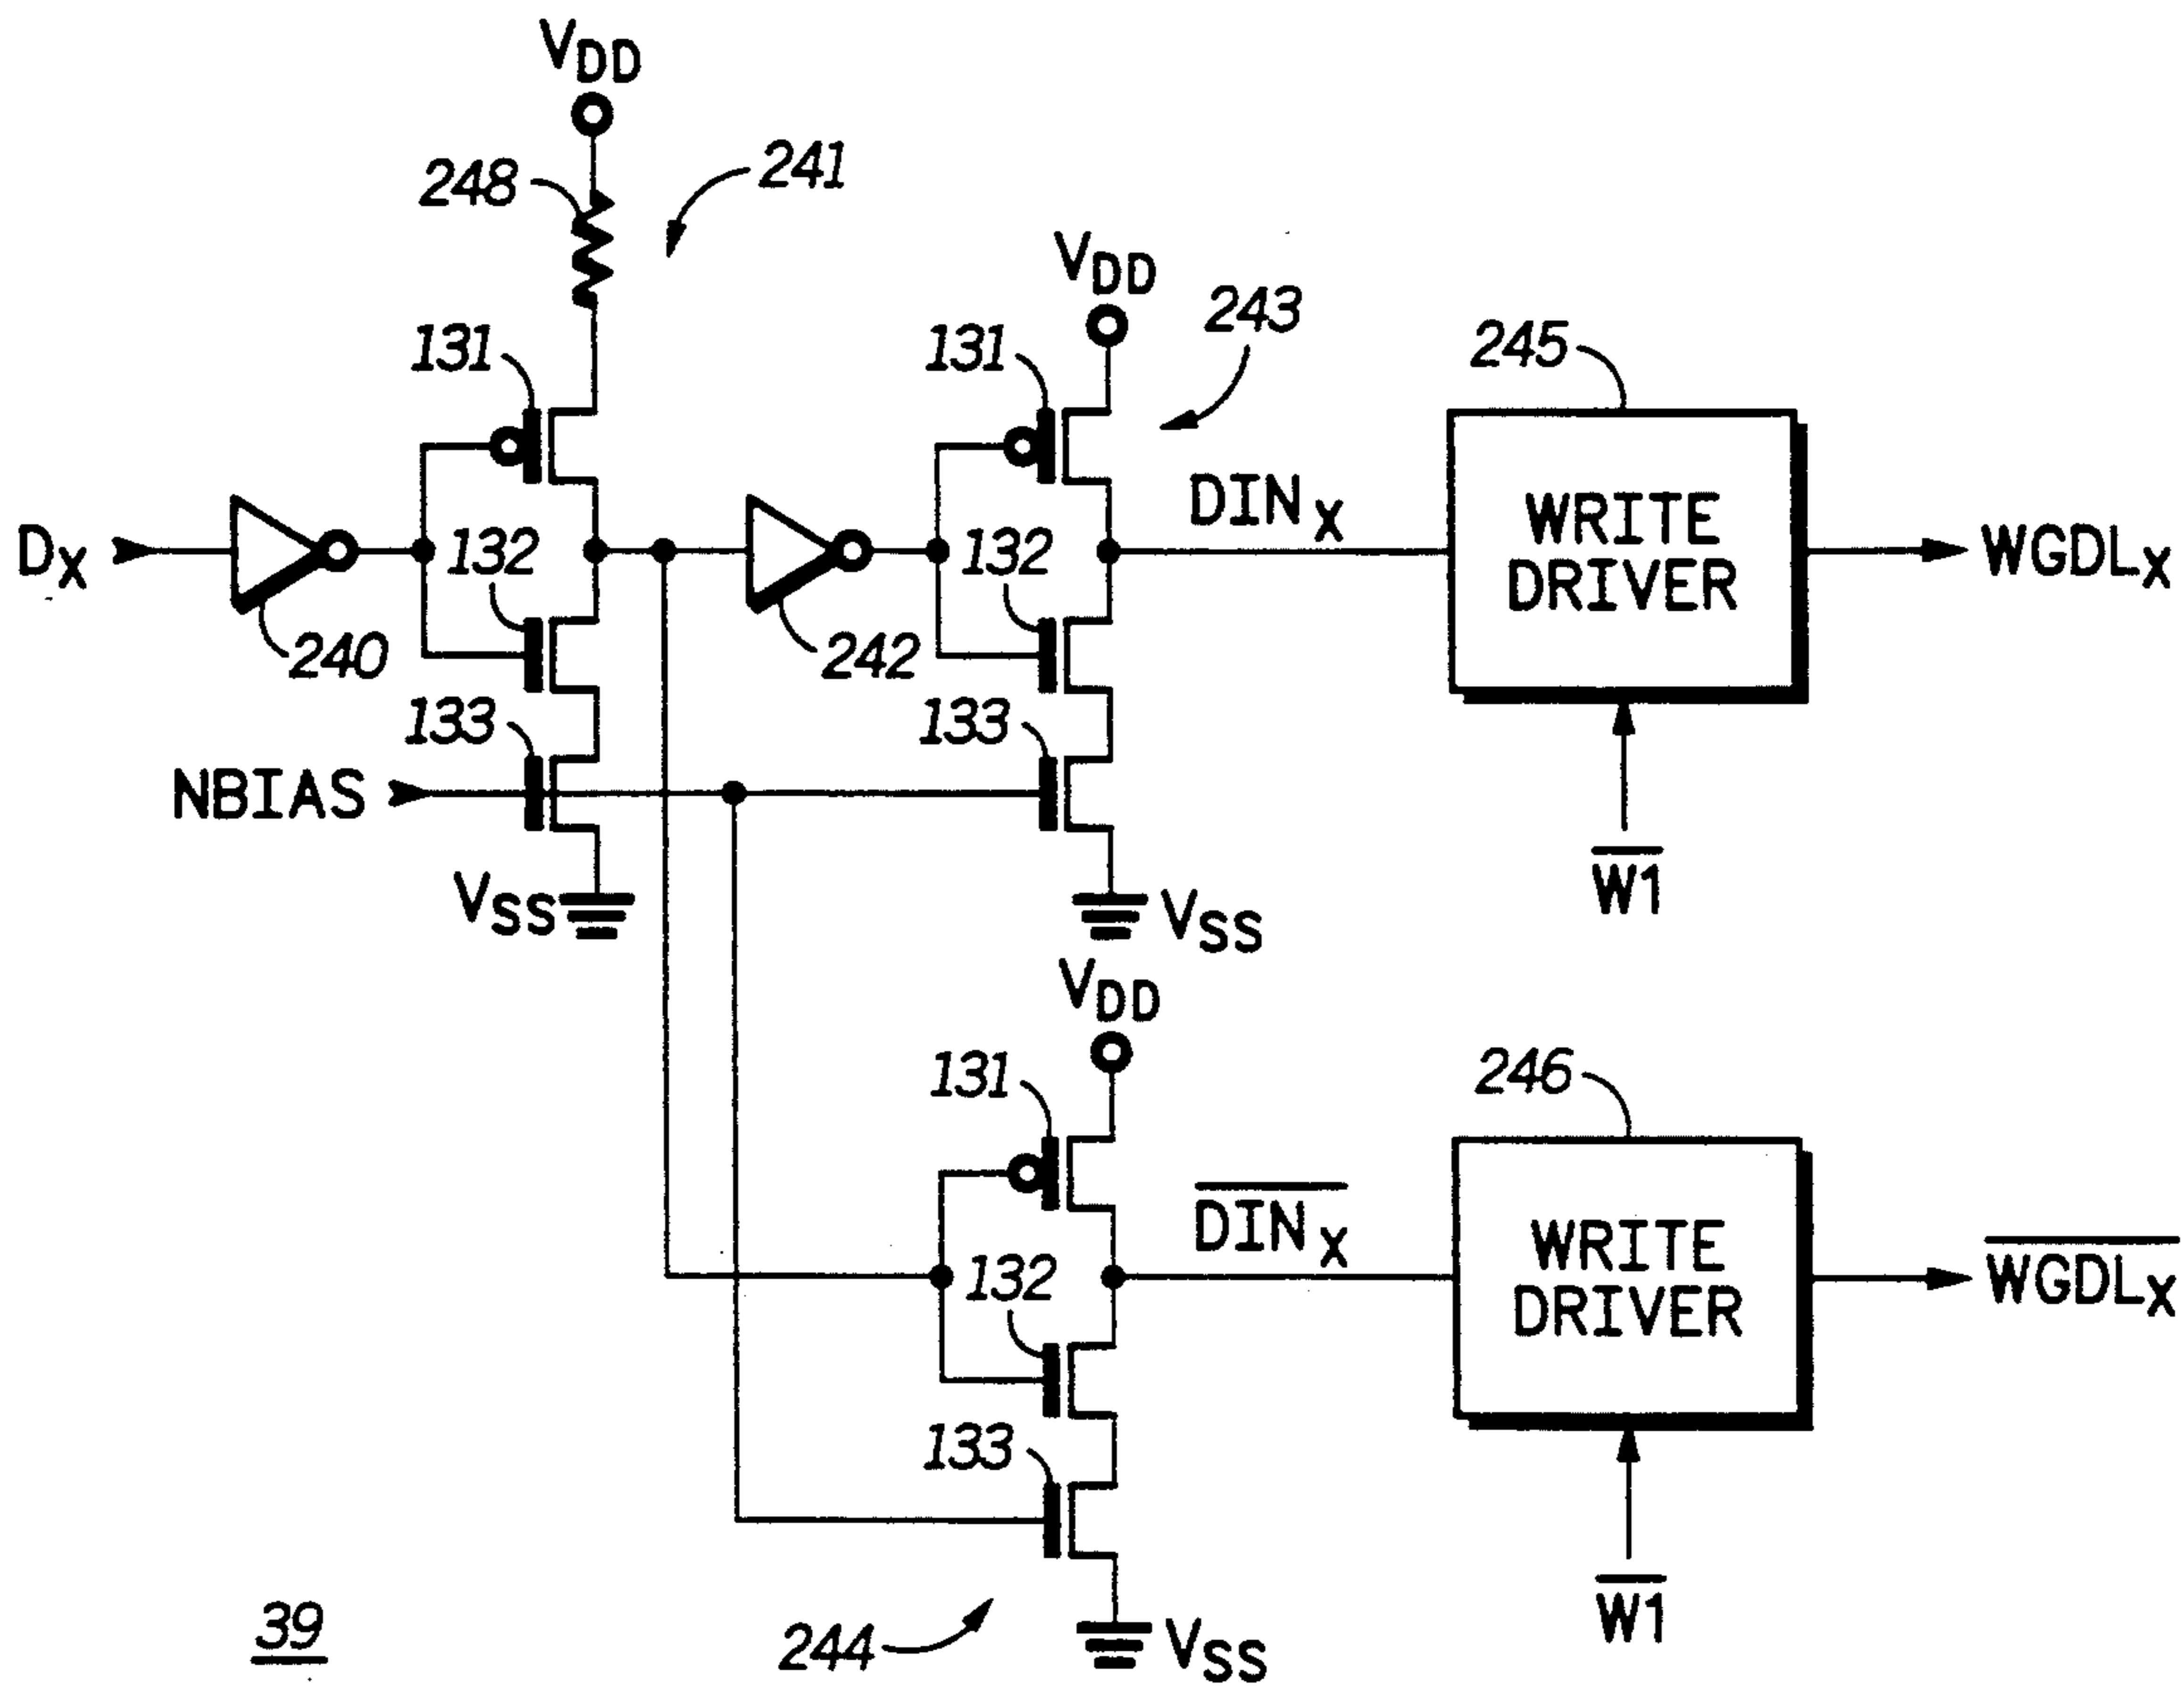 VDD
248
241
VDD
243
131
131
245
DINX
WRITE
DRIVER
DX
132
132
WGDLX
240
242
133
133
NBIAS
W1
VSS
VSS
VDD
131
246
DINX
WRITE
DRIVER
132
WGDLX
133
39
244
VSS
W1